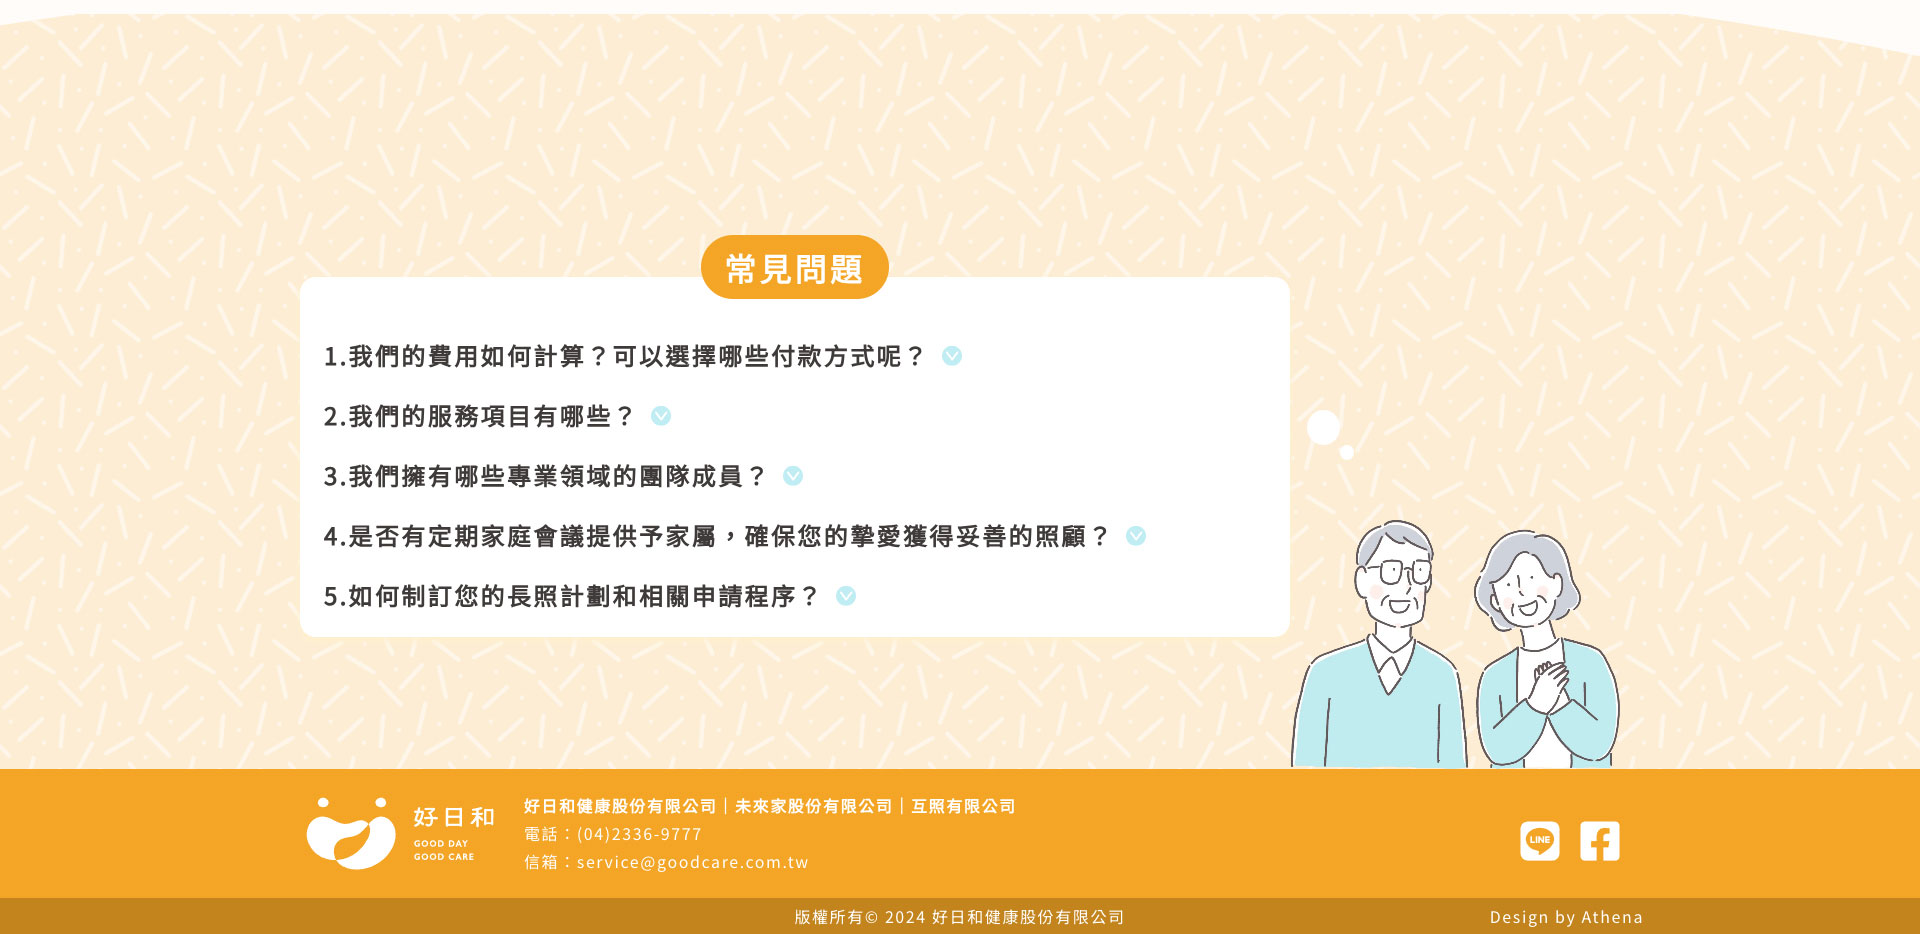 常見問題
1.我們的費用如何計算？可以選擇哪些付款方式呢？
2.我們的服務項目有哪些？
3.我們擁有哪些專業領域的團隊成員？
4.是否有定期家庭會議提供予家屬，確保您的摯愛獲得妥善的照顧？
5.如何制訂您的長照計劃和相關申請程序？
好日和
GOOD DAY
GOOD CARE
好日和健康股份有限公司｜未來家股份有限公司｜互照有限公司
電話：(04)2336-9777
信箱：service@goodcare.com.tw
LINE
版權所有© 2024 好日和健康股份有限公司
Design by Athena